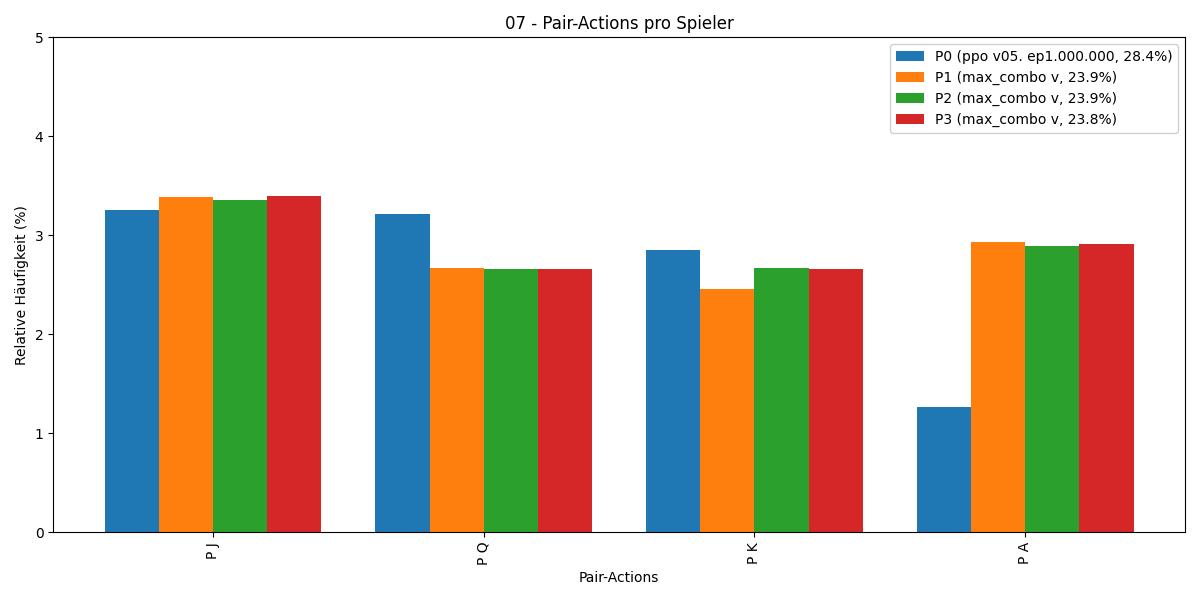 07 - Pair-Actions pro Spieler
5
4
3
2
1
0
Relative Häufigkeit (%)
P0 (ppo v05. ep1.000.000, 28.4%)
P1 (max_combo v, 23.9%)
P2 (max_combo v, 23.9%)
P3 (max_combo v, 23.8%)
P J
P Q
P K
P A
Pair-Actions